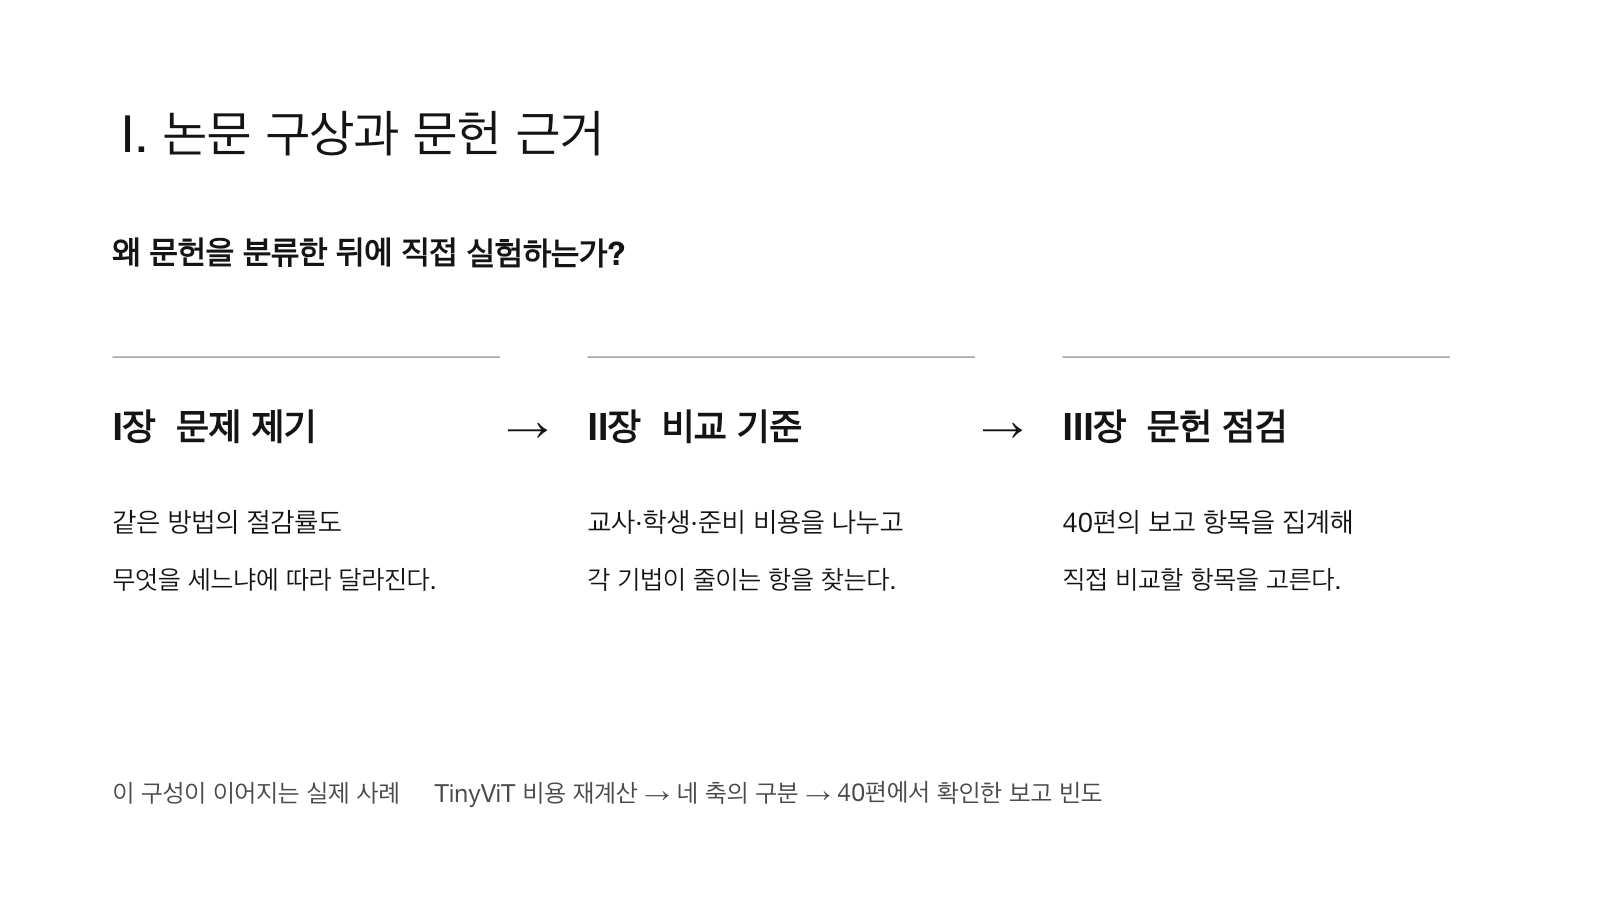 I. 논문 구상과 문헌 근거
왜 문헌을 분류한 뒤에 직접 실험하는가?
I장 문제 제기 → II장 비교 기준 → III장 문헌 점검
같은 방법의 절감률도
무엇을 세느냐에 따라 달라진다.
교사·학생·준비 비용을 나누고
각 기법이 줄이는 항을 찾는다.
40편의 보고 항목을 집계해
직접 비교할 항목을 고른다.
이 구성이 이어지는 실제 사례 TinyViT 비용 재계산 → 네 축의 구분 → 40편에서 확인한 보고 빈도